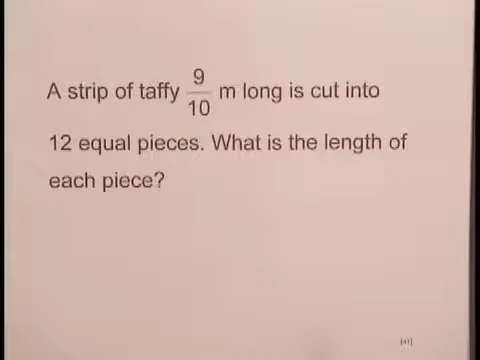 A strip of taffy 9/10 m long is cut into
12 equal pieces. What is the length of
each piece?